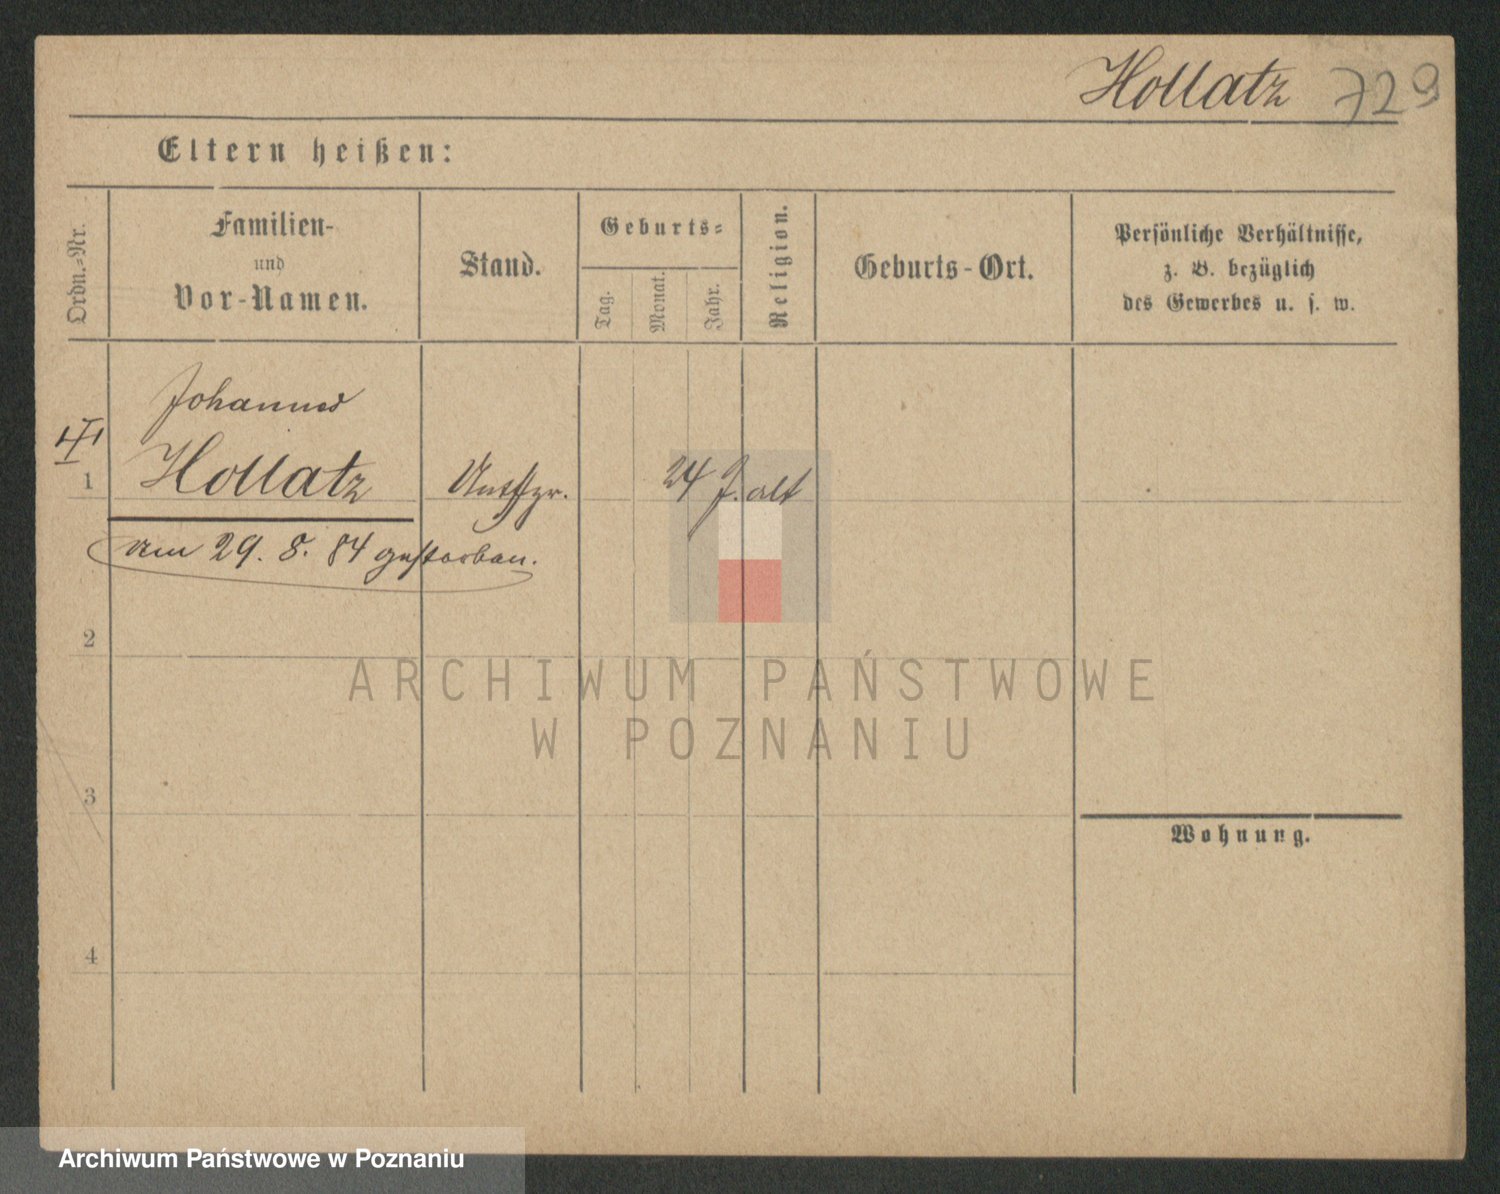 Hollatz 729
Eltern heißen:
Ordn.-Nr.
Familien-
und
Vor-Namen.
Stand.
Geburts-
Tag.
Monat.
Jahr.
Religion.
Geburts-Ort.
Persönliche Verhältnisse,
z. B. bezüglich
des Gewerbes u. s. w.
Johannes
1 Hollatz 24 J. alt
am 29. 8. 84 gestorben.
2
3
4
Wohnung.
ARCHIWUM PAŃSTWOWE
W POZNANIU
Archiwum Państwowe w Poznaniu